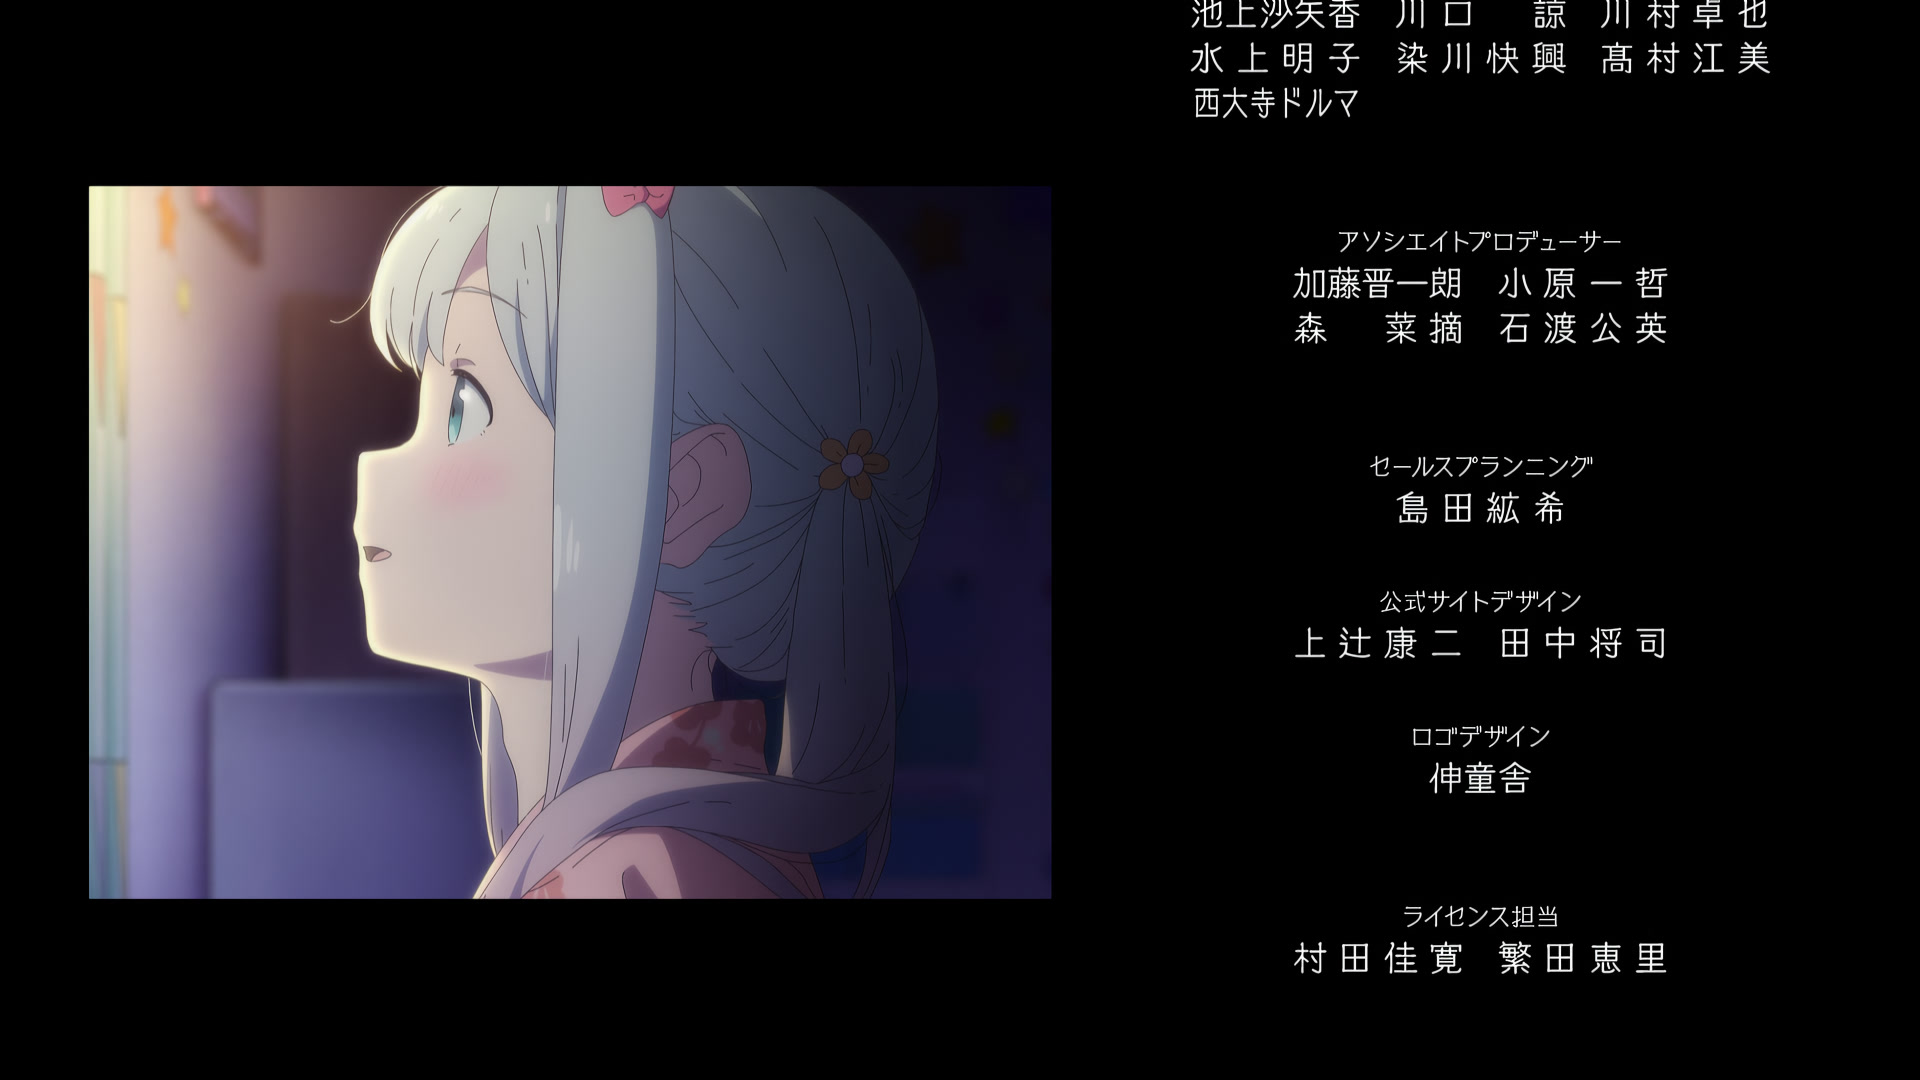 池上沙矢香　川口　諒　川村卓也
水上明子　染川快興　髙村江美
西大寺ドルマ
アソシエイトプロデューサー
加藤晋一朗　小原一哲
森　菜摘　石渡公英
セールスプランニング
島田紘希
公式サイトデザイン
上辻康二　田中将司
ロゴデザイン
伸童舎
ライセンス担当
村田佳寛　繁田恵里